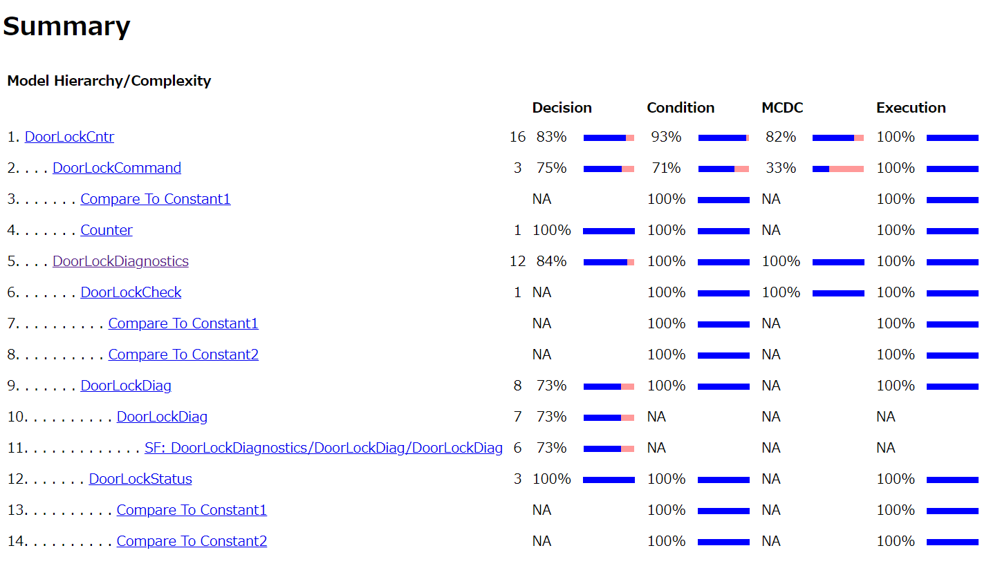 Summary
Model Hierarchy/Complexity
Decision Condition MCDC Execution
1. DoorLockCntr 16 83% 93% 82% 100%
2. . . . DoorLockCommand 3 75% 71% 33% 100%
3. . . . . . . Compare To Constant1 NA 100% NA 100%
4. . . . . . . Counter 1 100% 100% NA 100%
5. . . . DoorLockDiagnostics 12 84% 100% 100% 100%
6. . . . . . . DoorLockCheck 1 NA 100% 100% 100%
7. . . . . . . . . . Compare To Constant1 NA 100% NA 100%
8. . . . . . . . . . Compare To Constant2 NA 100% NA 100%
9. . . . . . . DoorLockDiag 8 73% 100% NA 100%
10. . . . . . . . . . DoorLockDiag 7 73% NA NA NA
11. . . . . . . . . . . . . SF: DoorLockDiagnostics/DoorLockDiag/DoorLockDiag 6 73% NA NA NA
12. . . . . . . DoorLockStatus 3 100% 100% NA 100%
13. . . . . . . . . . Compare To Constant1 NA 100% NA 100%
14. . . . . . . . . . Compare To Constant2 NA 100% NA 100%